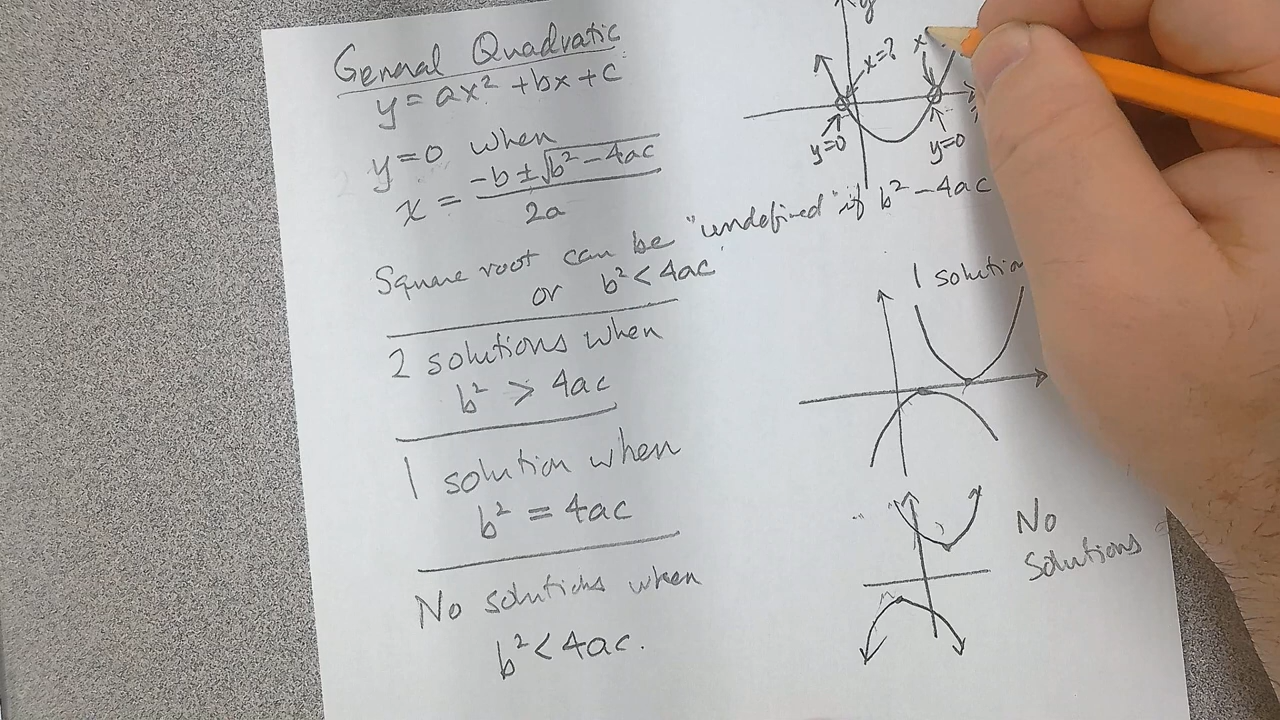 General Quadratic
y = ax² + bx + c
y=0 when
x = -b ± √b² - 4ac
2a
Square root can be "undefined" if b² - 4ac
or b² < 4ac
2 solutions when
b² > 4ac
1 solution when
b² = 4ac
No solutions when
b² < 4ac.
y
x=?
x
y=0
y=0
1 solution
No
Solutions